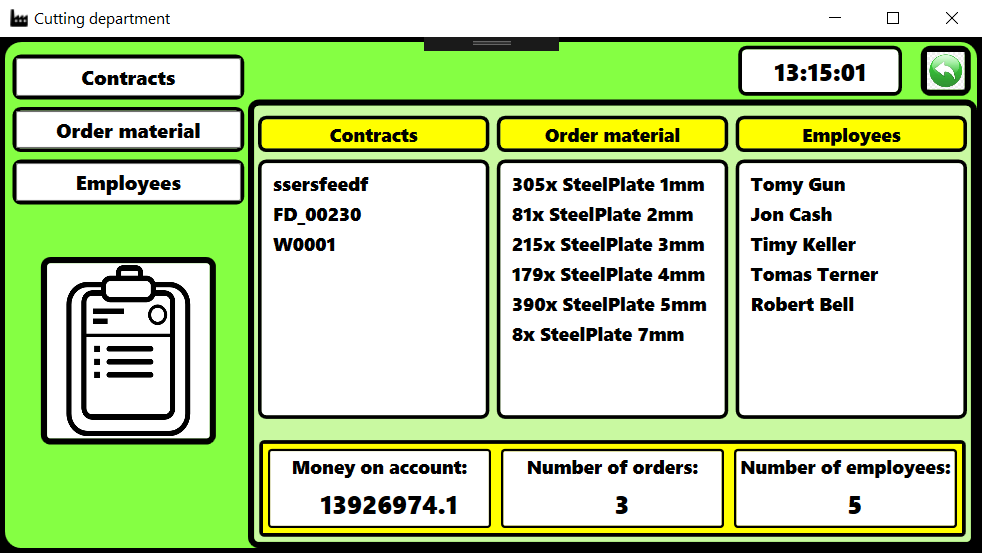 Cutting department
Contracts
Order material
Employees
13:15:01
Contracts
ssersfeedf
FD_00230
W0001
Order material
305x SteelPlate 1mm
81x SteelPlate 2mm
215x SteelPlate 3mm
179x SteelPlate 4mm
390x SteelPlate 5mm
8x SteelPlate 7mm
Employees
Tomy Gun
Jon Cash
Timy Keller
Tomas Terner
Robert Bell
Money on account:
13926974.1
Number of orders:
3
Number of employees:
5